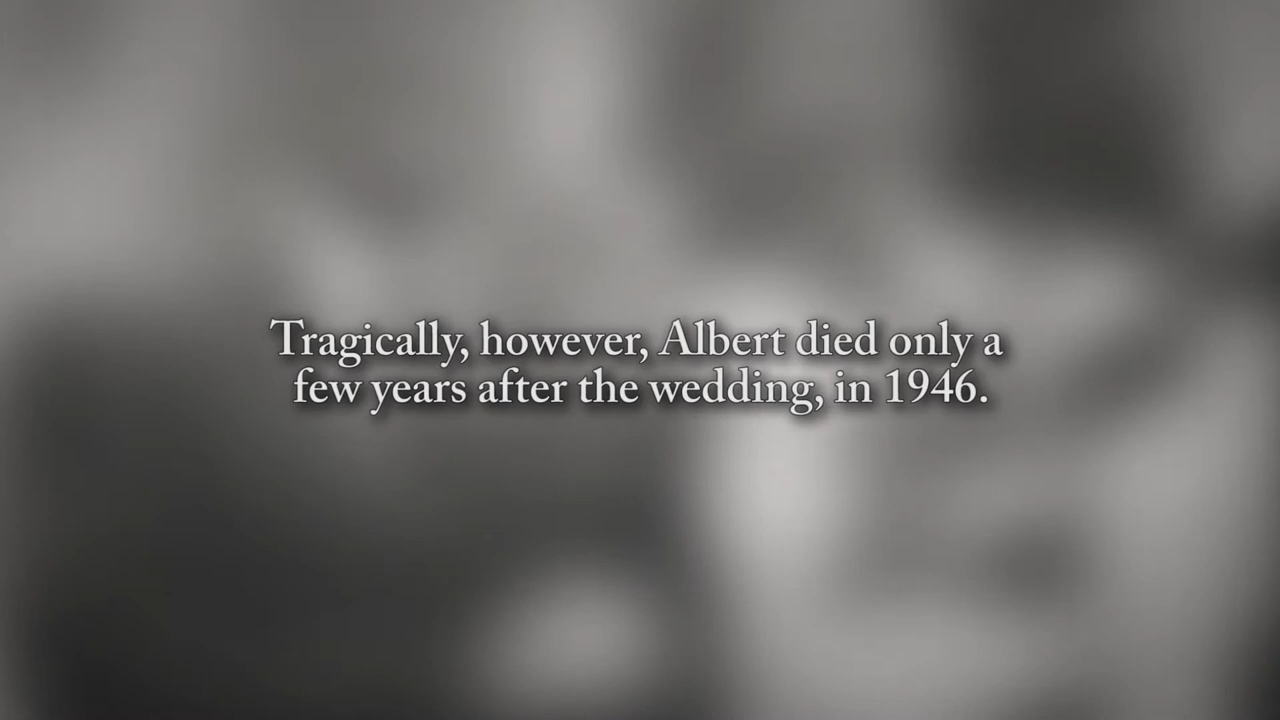 Tragically, however, Albert died only a
few years after the wedding, in 1946.